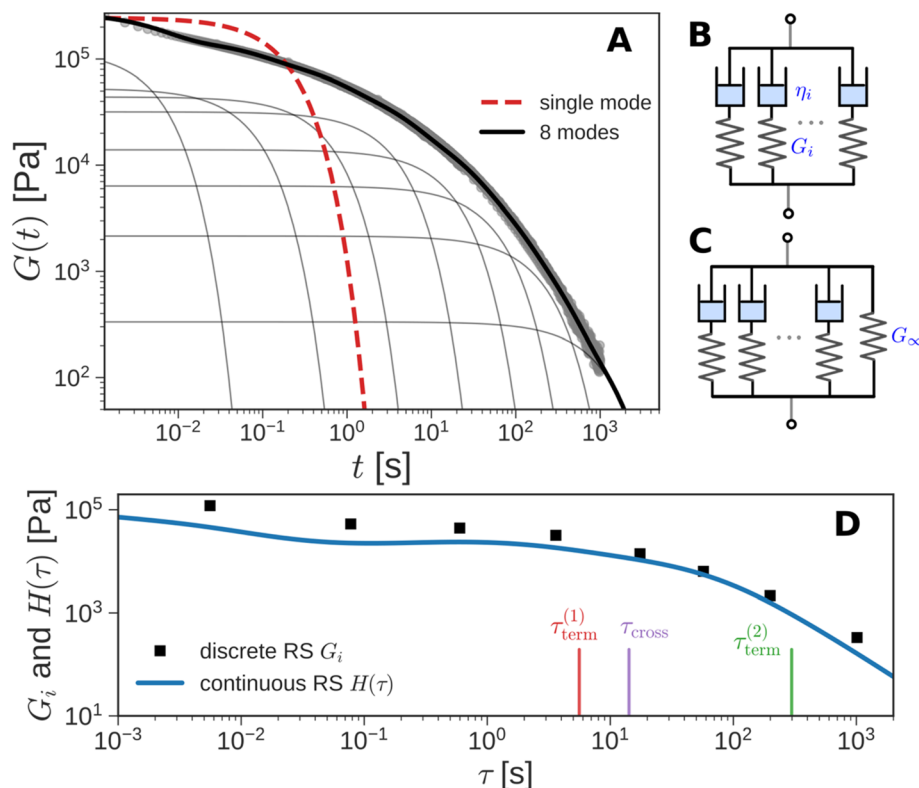 A
G(t) [Pa]
10^5
10^4
10^3
10^2
single mode
8 modes
10^−2
10^−1
10^0
10^1
10^2
10^3
t [s]
B
η_i
G_i
C
G_∞
D
G_i and H(τ) [Pa]
10^5
10^3
10^1
discrete RS G_i
continuous RS H(τ)
τ_term^(1)
τ_cross
τ_term^(2)
10^−3
10^−2
10^−1
10^0
10^1
10^2
10^3
τ [s]